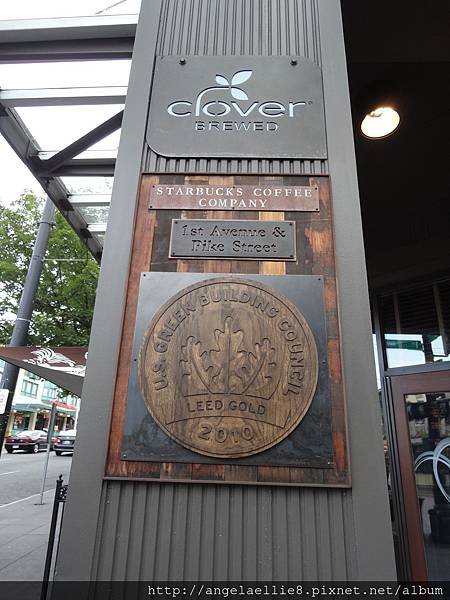 clover®
BREWED
STARBUCKS COFFEE
COMPANY
1st Avenue &
Pike Street
U.S. GREEN BUILDING COUNCIL
LEED GOLD
2010
http://angelaellie8.pixnet.net/album